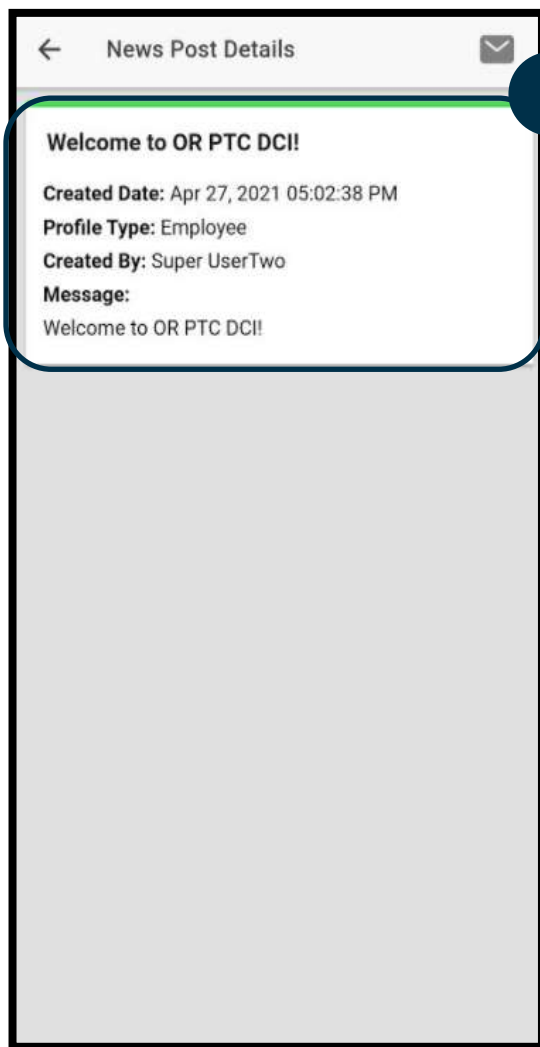 News Post Details
Welcome to OR PTC DCI!
Created Date: Apr 27, 2021 05:02:38 PM
Profile Type: Employee
Created By: Super UserTwo
Message:
Welcome to OR PTC DCI!